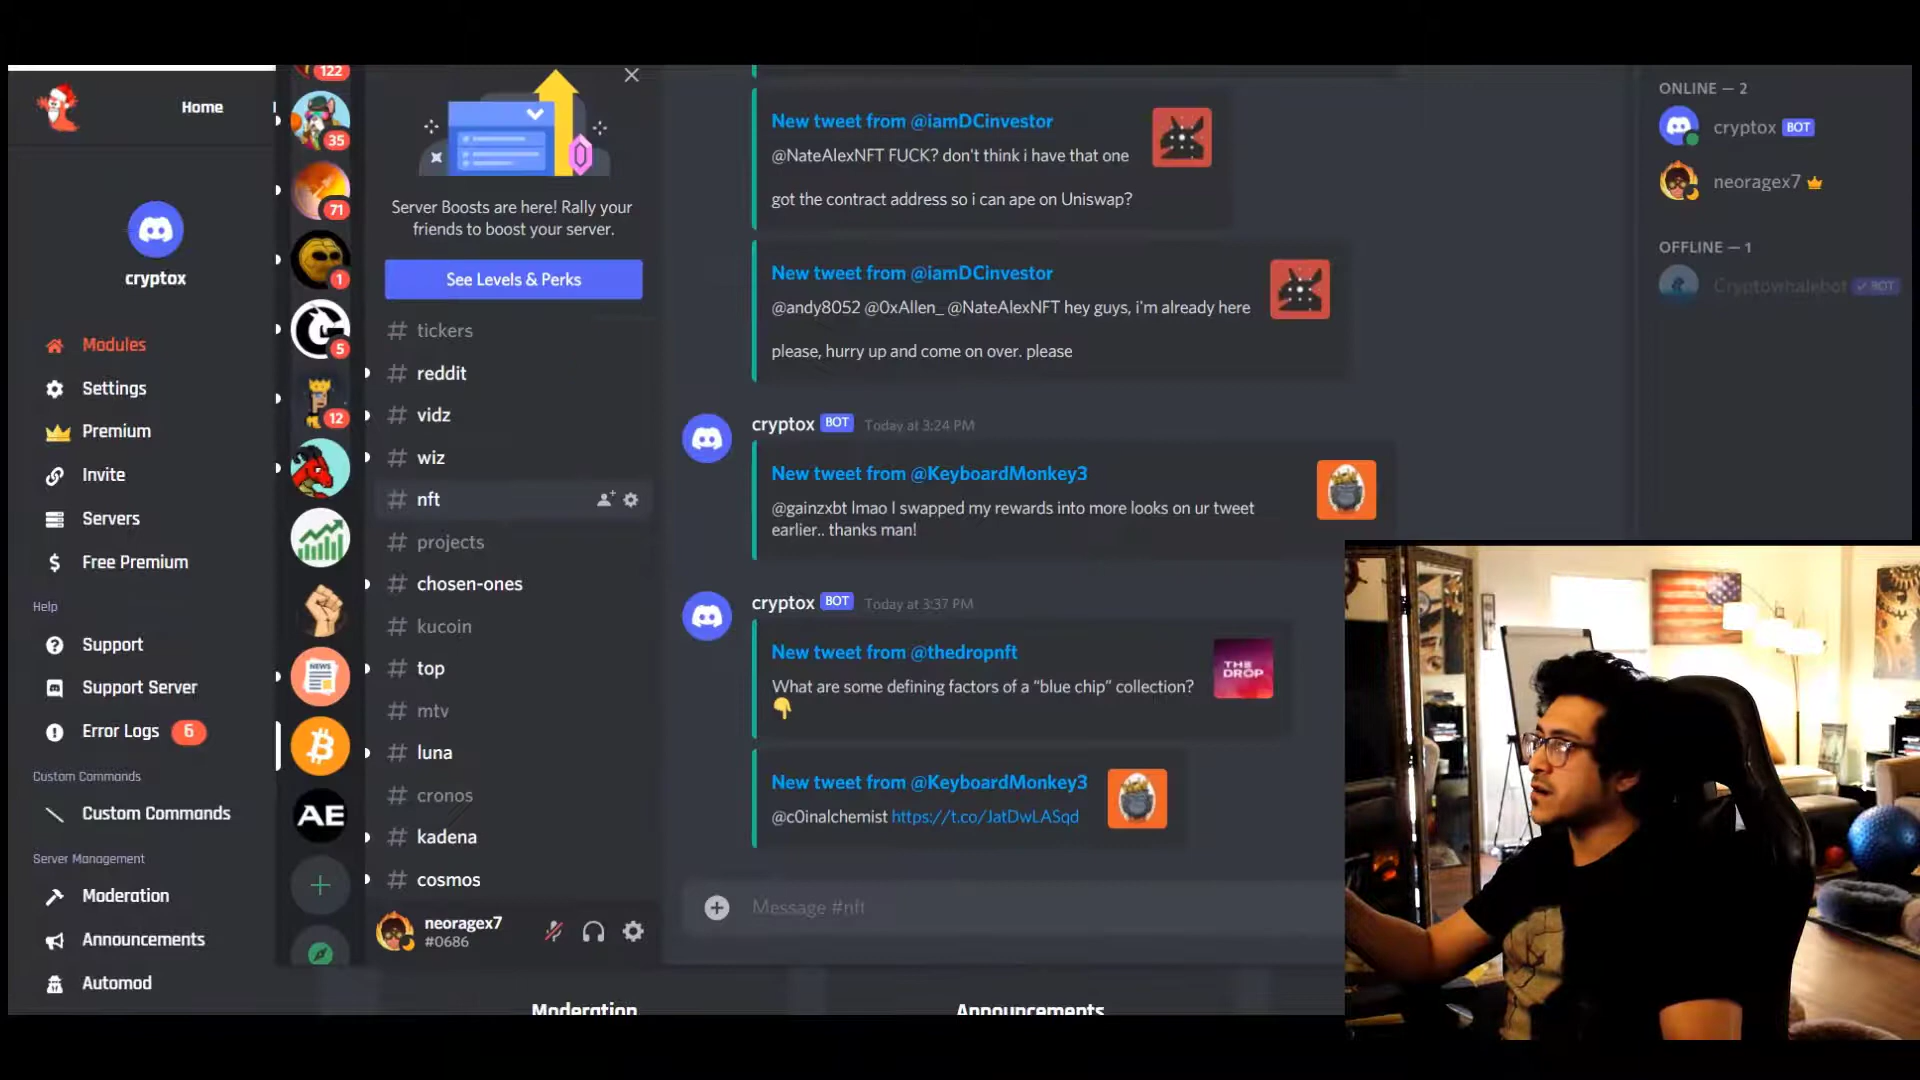 Home
cryptox
Modules
Settings
Premium
Invite
Servers
Free Premium
Help
Support
Support Server
Error Logs 6
Custom Commands
Custom Commands
Server Management
Moderation
Announcements
Automod
122
35
71
1
5
12
NEWS
AE
Server Boosts are here! Rally your
friends to boost your server.
See Levels & Perks
# tickers
# reddit
# vidz
# wiz
# nft
# projects
# chosen-ones
# kucoin
# top
# mtv
# luna
# cronos
# kadena
# cosmos
neoragex7
#0686
New tweet from @iamDCinvestor
@NateAlexNFT FUCK? don't think i have that one
got the contract address so i can ape on Uniswap?
New tweet from @iamDCinvestor
@andy8052 @0xAllen_ @NateAlexNFT hey guys, i'm already here
please, hurry up and come on over. please
cryptox BOT Today at 3:24 PM
New tweet from @KeyboardMonkey3
@gainzxbt lmao I swapped my rewards into more looks on ur tweet
earlier.. thanks man!
cryptox BOT Today at 3:37 PM
New tweet from @thedropnft
What are some defining factors of a “blue chip” collection?
👇
THE
DROP
New tweet from @KeyboardMonkey3
@c0inalchemist https://t.co/JatDwLASqd
Message #nft
ONLINE — 2
cryptox BOT
neoragex7
OFFLINE — 1
Cryptowhalebot ✓ BOT
Moderation
Announcements